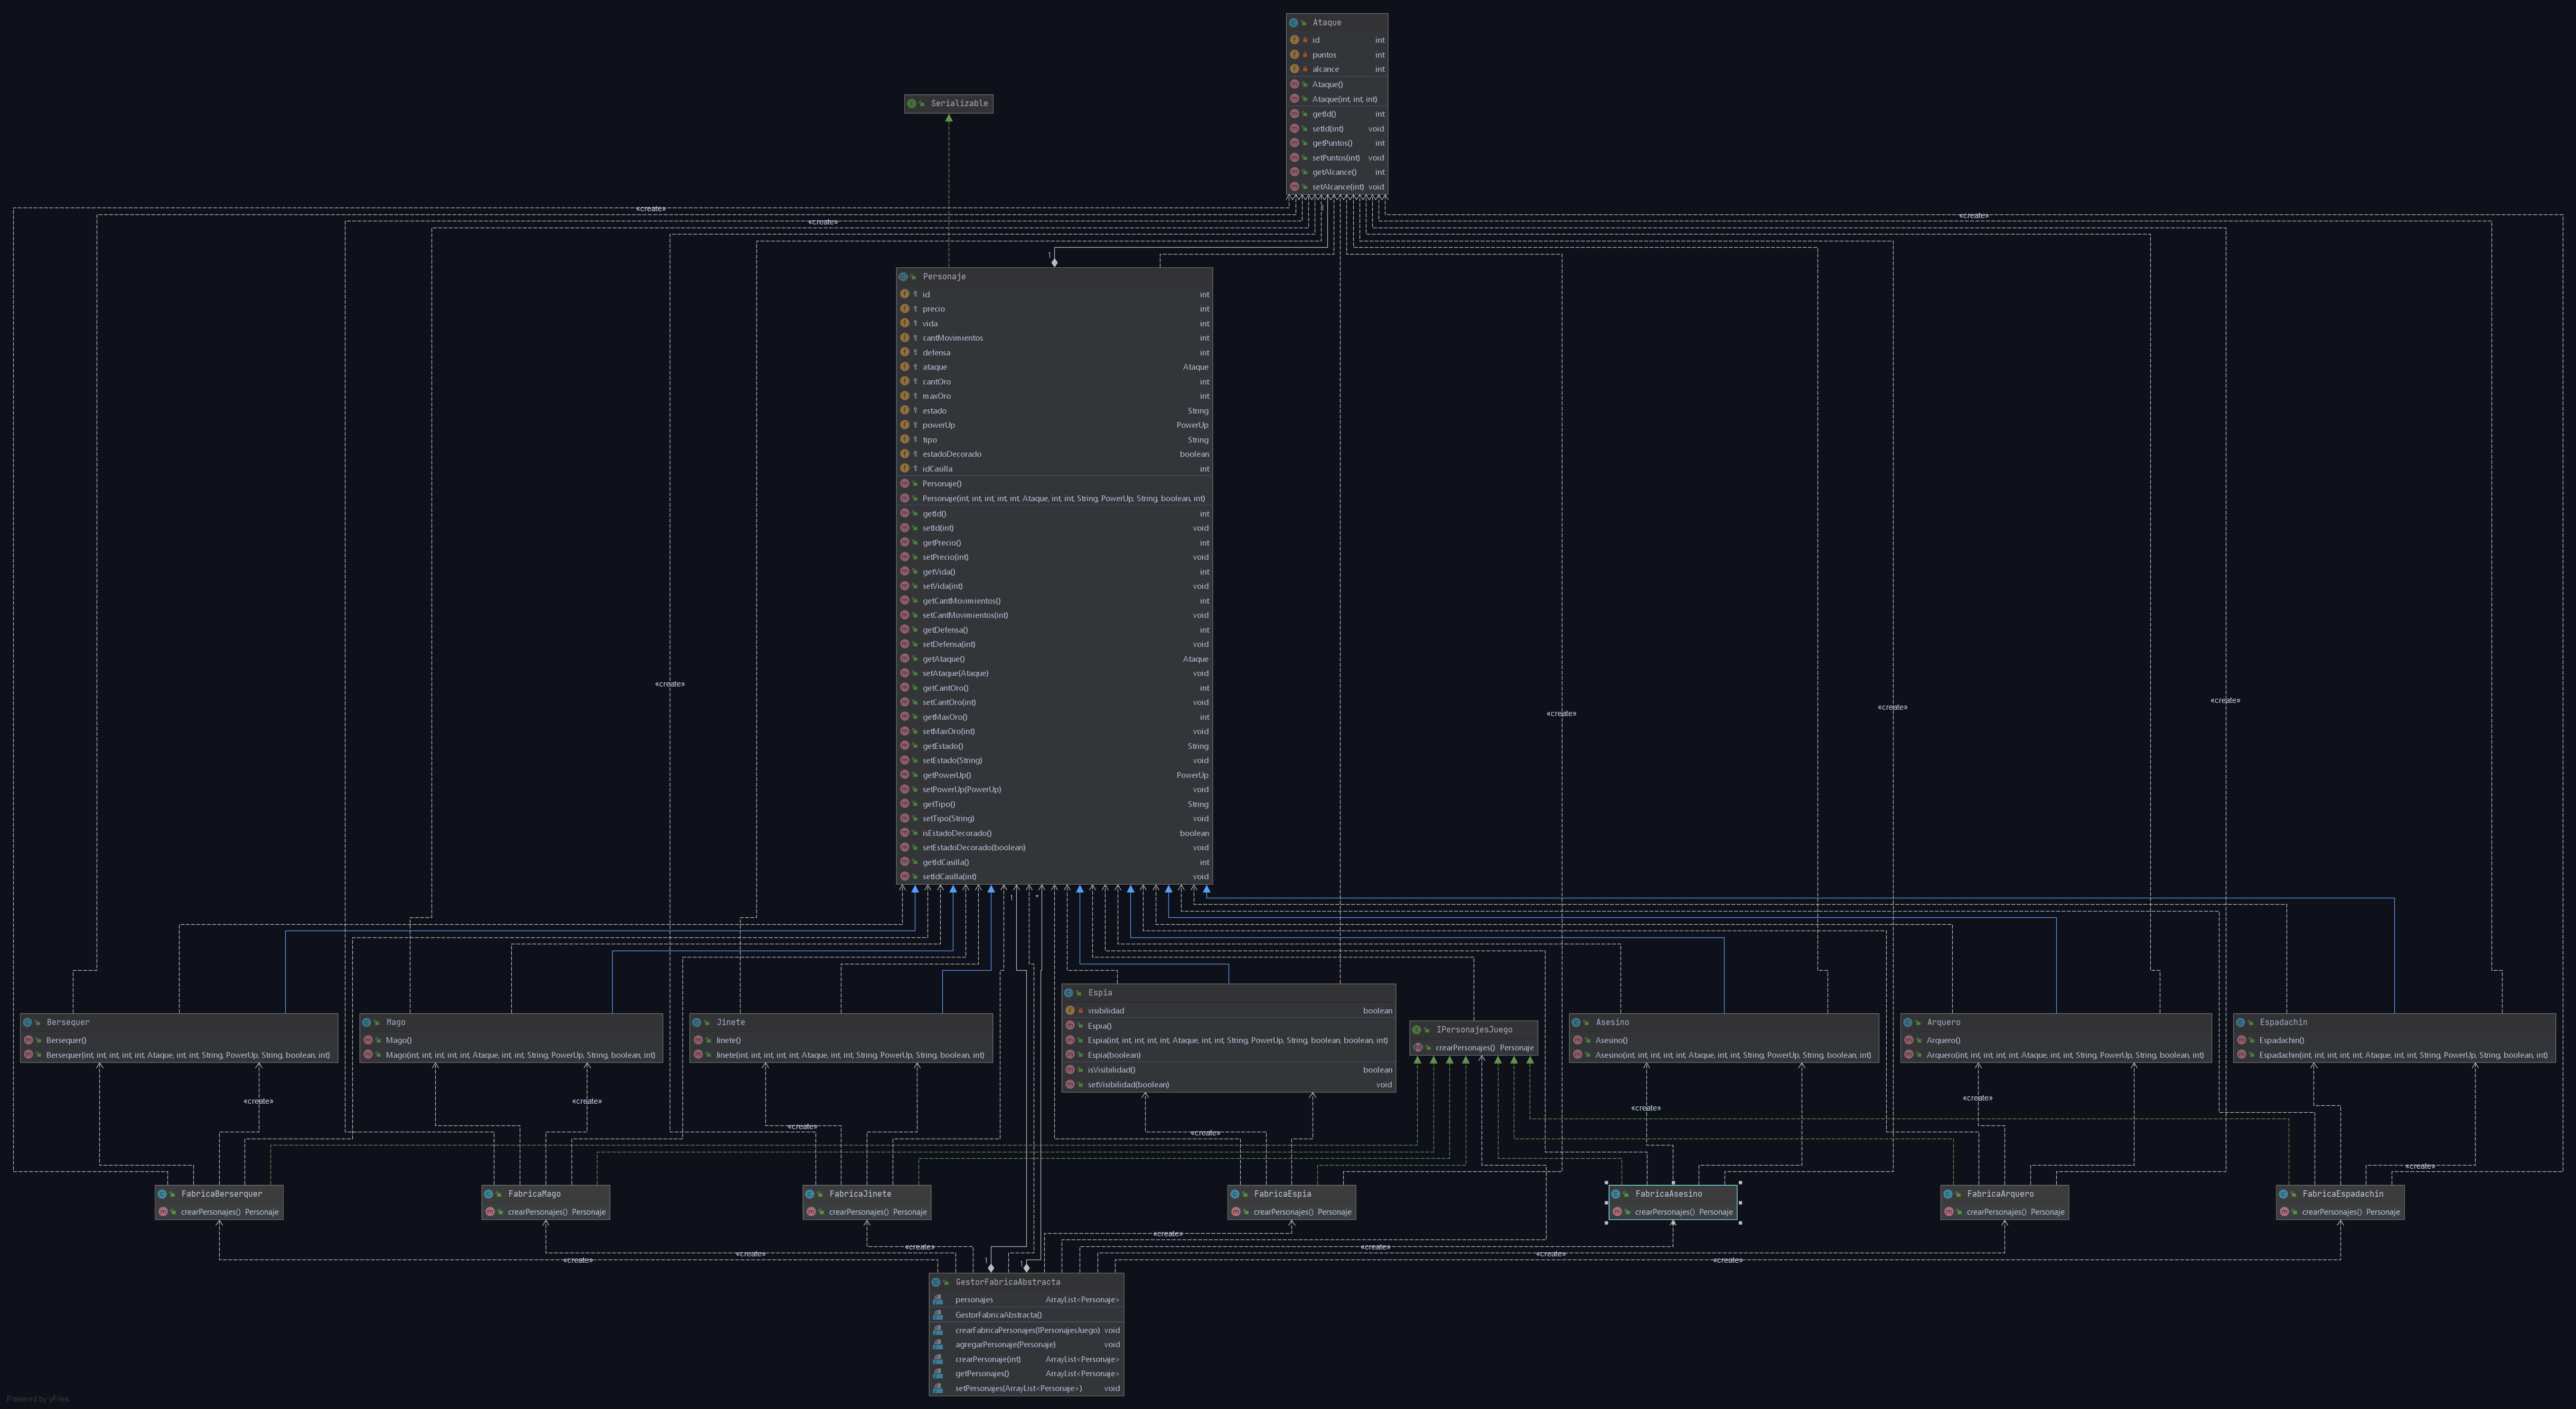 Ataque
id int
puntos int
alcance int
Ataque()
Ataque(int, int, int)
getId() int
setId(int) void
getPuntos() int
setPuntos(int) void
getAlcance() int
setAlcance(int) void
Serializable
«create»
«create»
«create»
1
1
Personaje
id int
precio int
vida int
cantMovimientos int
defensa int
ataque Ataque
cantOro int
maxOro int
estado String
powerUp PowerUp
tipo String
estadoDecorado boolean
idCasilla int
Personaje()
Personaje(int, int, int, int, int, Ataque, int, int, String, PowerUp, String, boolean, int)
getId() int
setId(int) void
getPrecio() int
setPrecio(int) void
getVida() int
setVida(int) void
getCantMovimientos() int
setCantMovimientos(int) void
getDefensa() int
setDefensa(int) void
getAtaque() Ataque
setAtaque(Ataque) void
getCantOro() int
setCantOro(int) void
getMaxOro() int
setMaxOro(int) void
getEstado() String
setEstado(String) void
getPowerUp() PowerUp
setPowerUp(PowerUp) void
getTipo() String
setTipo(String) void
isEstadoDecorado() boolean
setEstadoDecorado(boolean) void
getIdCasilla() int
setIdCasilla(int) void
«create»
«create»
«create»
«create»
1
*
Bersequer
Bersequer()
Bersequer(int, int, int, int, int, Ataque, int, int, String, PowerUp, String, boolean, int)
Mago
Mago()
Mago(int, int, int, int, int, Ataque, int, int, String, PowerUp, String, boolean, int)
Jinete
Jinete()
Jinete(int, int, int, int, int, Ataque, int, int, String, PowerUp, String, boolean, int)
Espia
visibilidad boolean
Espia()
Espia(int, int, int, int, int, Ataque, int, int, String, PowerUp, String, boolean, boolean, int)
Espia(boolean)
isVisibilidad() boolean
setVisibilidad(boolean) void
IPersonajesJuego
crearPersonajes() Personaje
Asesino
Asesino()
Asesino(int, int, int, int, int, Ataque, int, int, String, PowerUp, String, boolean, int)
Arquero
Arquero()
Arquero(int, int, int, int, int, Ataque, int, int, String, PowerUp, String, boolean, int)
Espadachin
Espadachin()
Espadachin(int, int, int, int, int, Ataque, int, int, String, PowerUp, String, boolean, int)
«create»
«create»
«create»
«create»
«create»
«create»
«create»
FabricaBerserquer
crearPersonajes() Personaje
FabricaMago
crearPersonajes() Personaje
FabricaJinete
crearPersonajes() Personaje
FabricaEspia
crearPersonajes() Personaje
FabricaAsesino
crearPersonajes() Personaje
FabricaArquero
crearPersonajes() Personaje
FabricaEspadachin
crearPersonajes() Personaje
«create»
«create»
«create»
«create»
«create»
«create»
«create»
1
1
GestorFabricaAbstracta
personajes ArrayList<Personaje>
GestorFabricaAbstracta()
crearFabricaPersonajes(IPersonajesJuego) void
agregarPersonaje(Personaje) void
crearPersonaje(int) ArrayList<Personaje>
getPersonajes() ArrayList<Personaje>
setPersonajes(ArrayList<Personaje>) void
Powered by yFiles